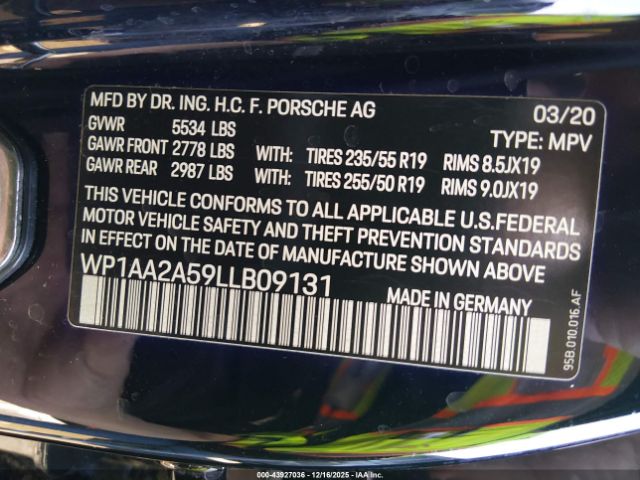 MFD BY DR. ING. H.C. F. PORSCHE AG 03/20
GVWR 5534 LBS TYPE: MPV
GAWR FRONT 2778 LBS WITH: TIRES 235/55 R19 RIMS 8.5JX19
GAWR REAR 2987 LBS WITH: TIRES 255/50 R19 RIMS 9.0JX19
THIS VEHICLE CONFORMS TO ALL APPLICABLE U.S.FEDERAL
MOTOR VEHICLE SAFETY AND THEFT PREVENTION STANDARDS
IN EFFECT ON THE DATE OF MANUFACTURE SHOWN ABOVE
WP1AA2A59LLB09131
MADE IN GERMANY
95B.010.016.AF
000-43927036 - 12/16/2025 - IAAI.COM